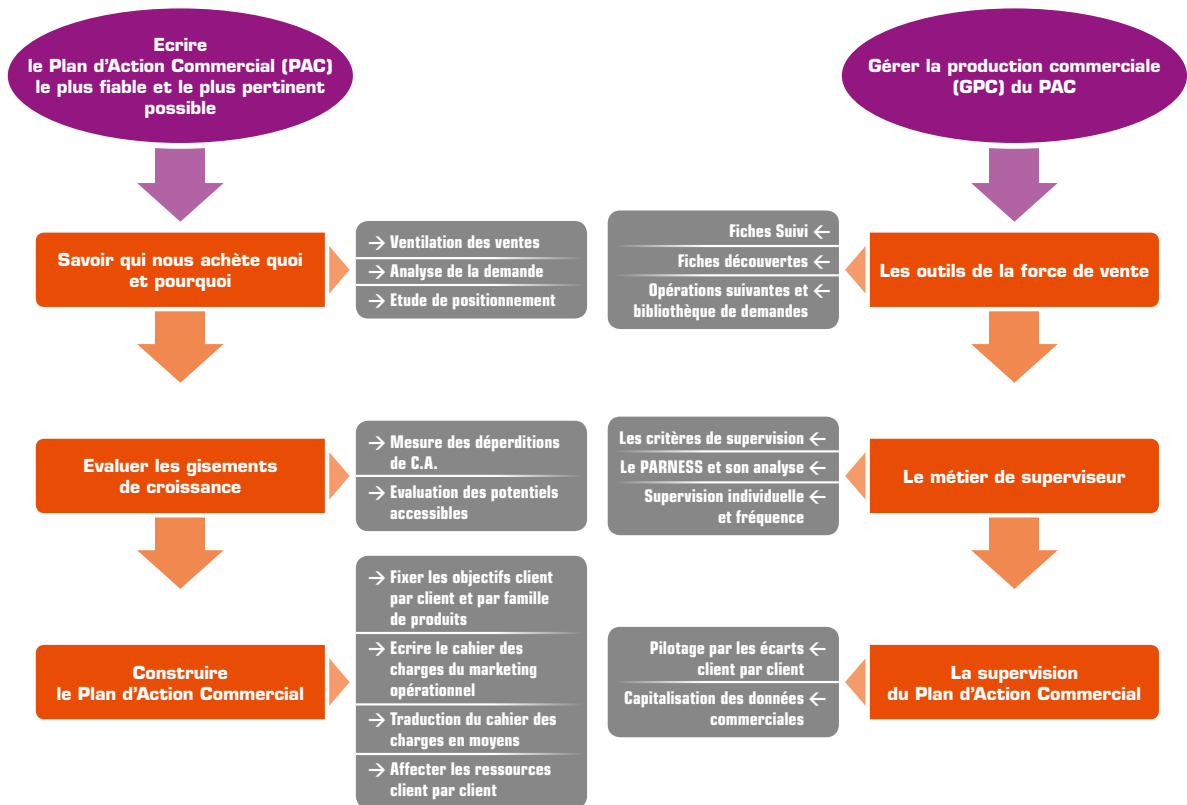 Ecrire
le Plan d'Action Commercial (PAC)
le plus fiable et le plus pertinent
possible
Savoir qui nous achète quoi
et pourquoi
→ Ventilation des ventes
→ Analyse de la demande
→ Etude de positionnement
Evaluer les gisements
de croissance
→ Mesure des déperditions
de C.A.
→ Evaluation des potentiels
accessibles
Construire
le Plan d'Action Commercial
→ Fixer les objectifs client
par client et par famille
de produits
→ Ecrire le cahier des
charges du marketing
opérationnel
→ Traduction du cahier des
charges en moyens
→ Affecter les ressources
client par client
Gérer la production commerciale
(GPC) du PAC
Les outils de la force de vente
Fiches Suivi ←
Fiches découvertes ←
Opérations suivantes et ←
bibliothèque de demandes
Le métier de superviseur
Les critères de supervision ←
Le PARNESS et son analyse ←
Supervision individuelle ←
et fréquence
La supervision
du Plan d'Action Commercial
Pilotage par les écarts ←
client par client
Capitalisation des données ←
commerciales